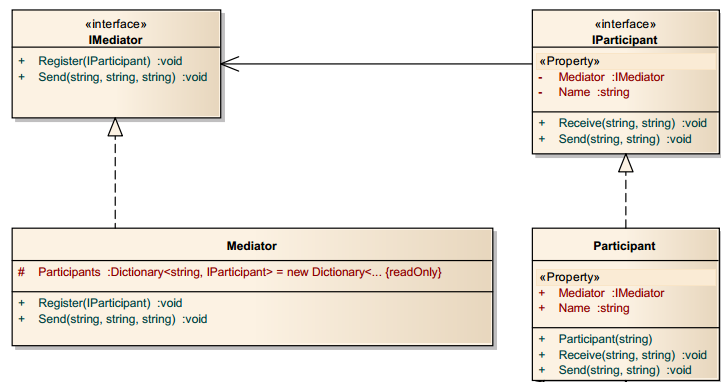 «interface»
IMediator
+ Register(IParticipant) :void
+ Send(string, string, string) :void
«interface»
IParticipant
«Property»
- Mediator :IMediator
- Name :string
+ Receive(string, string) :void
+ Send(string, string) :void
Mediator
# Participants :Dictionary<string, IParticipant> = new Dictionary<... {readOnly}
+ Register(IParticipant) :void
+ Send(string, string, string) :void
Participant
«Property»
+ Mediator :IMediator
+ Name :string
+ Participant(string)
+ Receive(string, string) :void
+ Send(string, string) :void